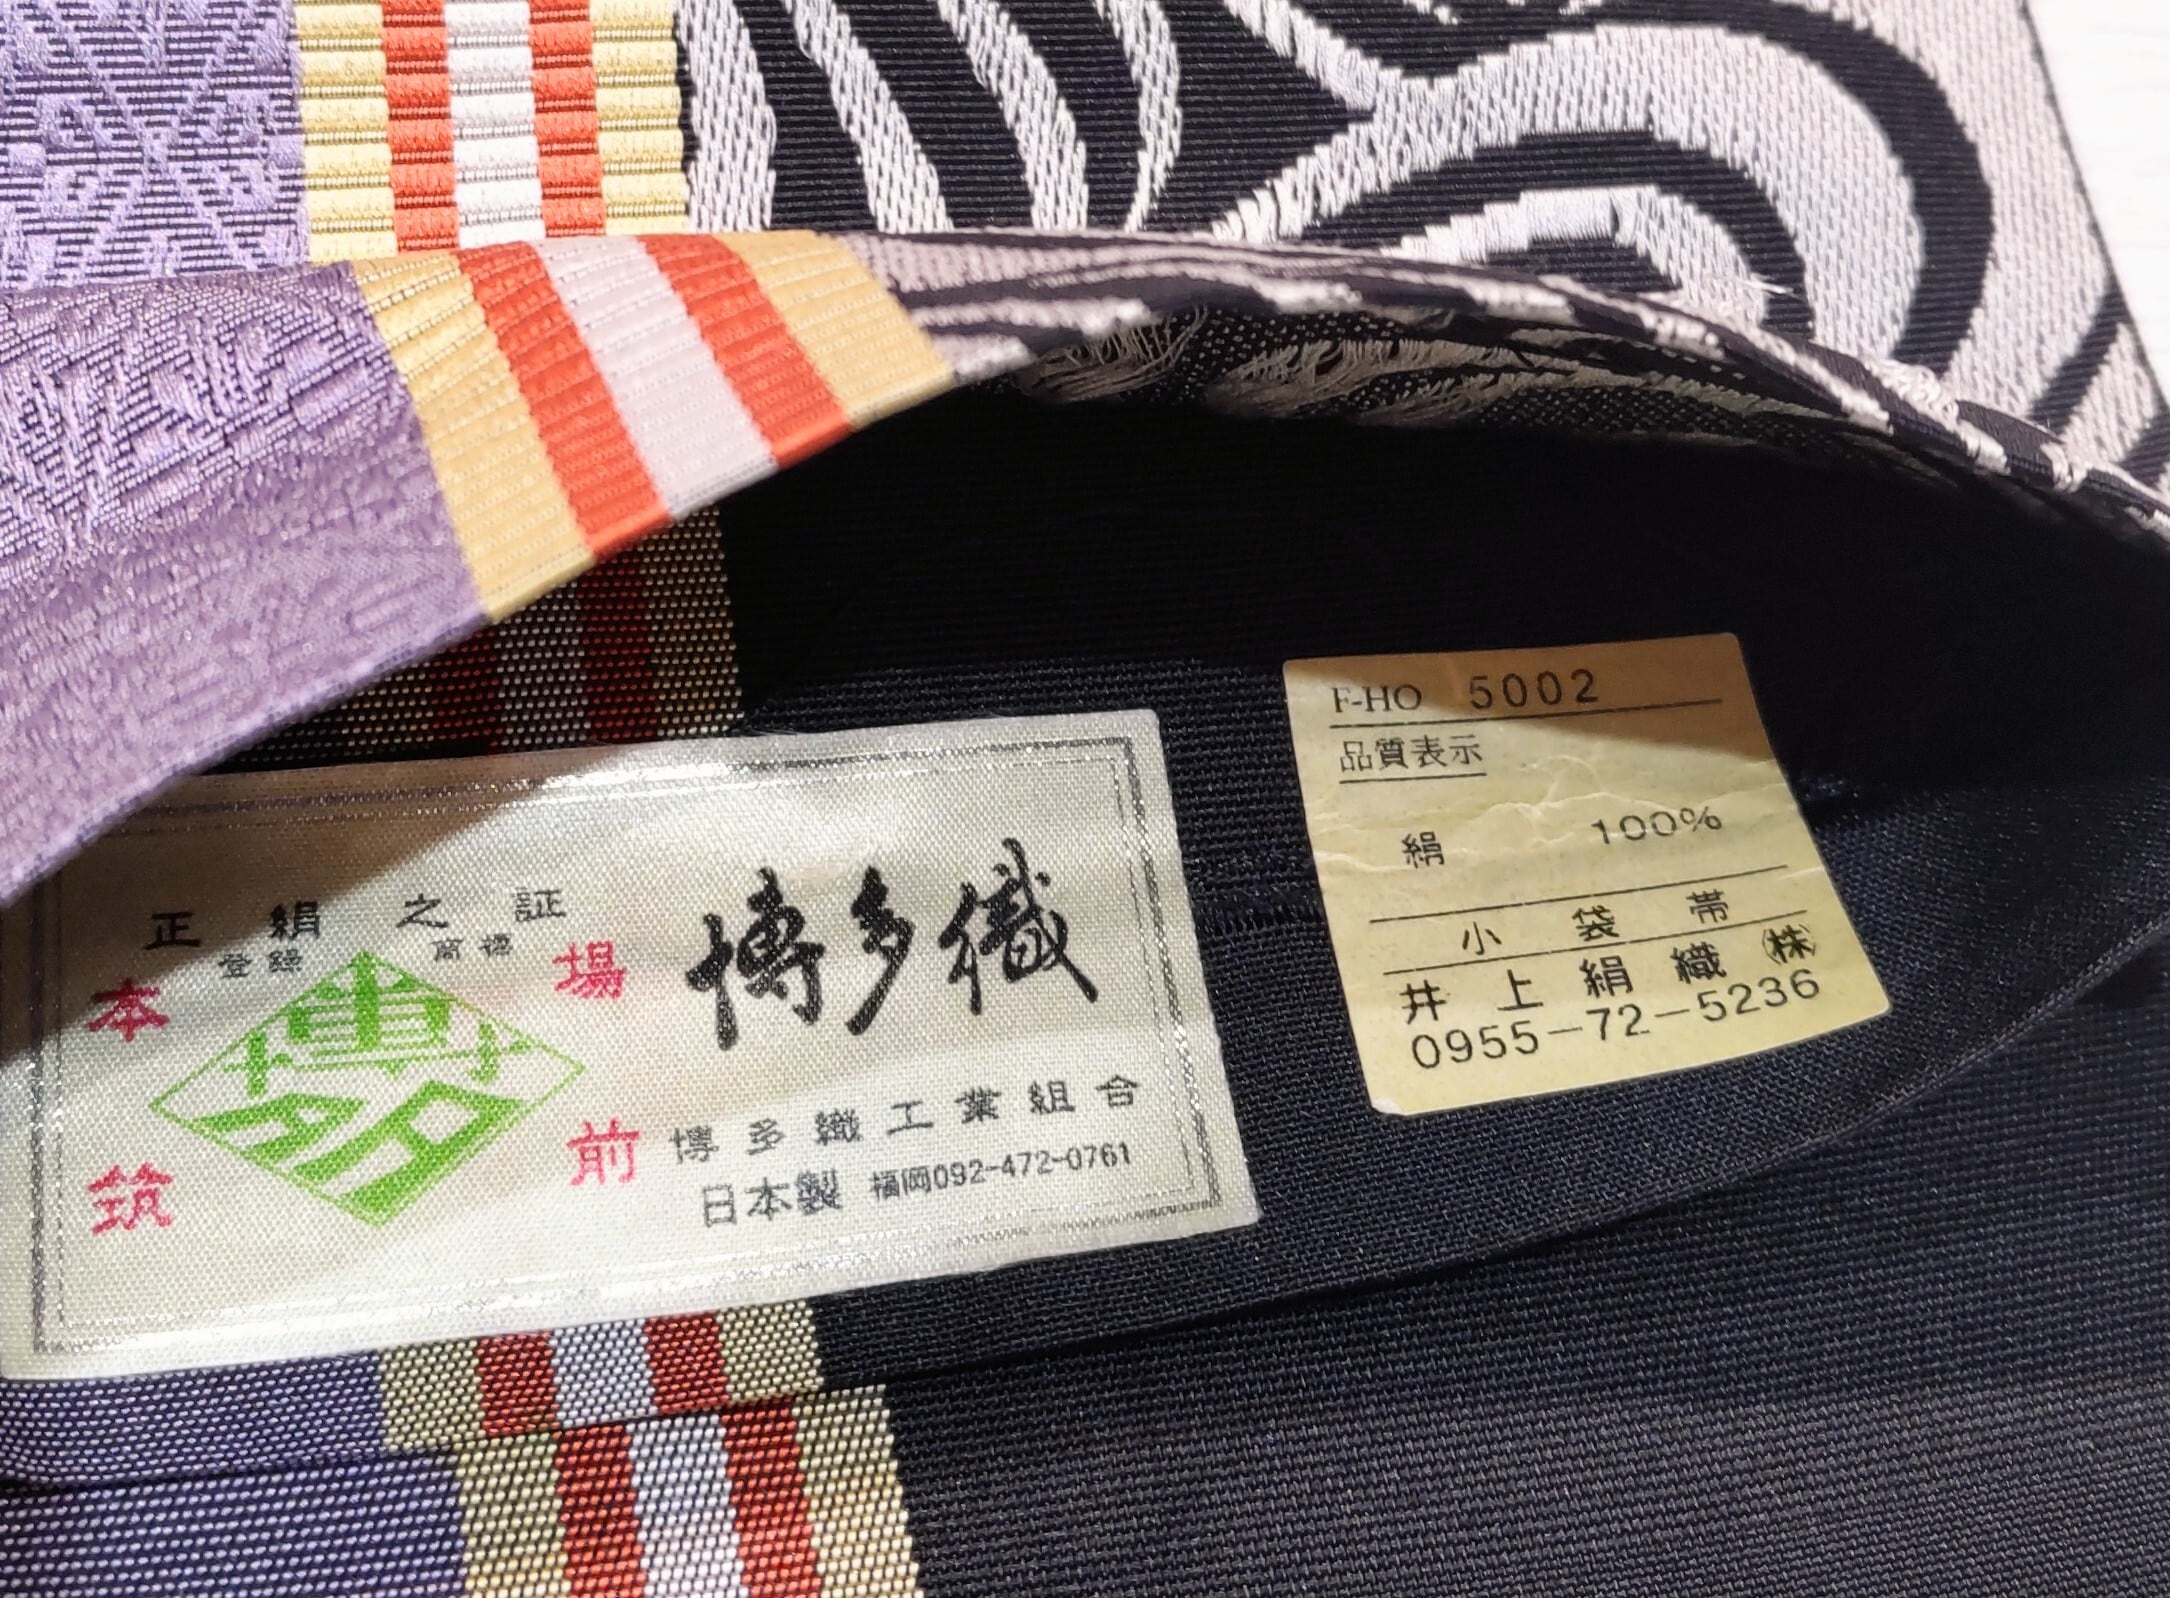 正絹之証
登録 商標
本場
筑前
博多
博多織
博多織工業組合
日本製 福岡092-472-0761
F-HO 5002
品質表示
絹 100%
小袋帯
井上絹織㈱
0955-72-5236